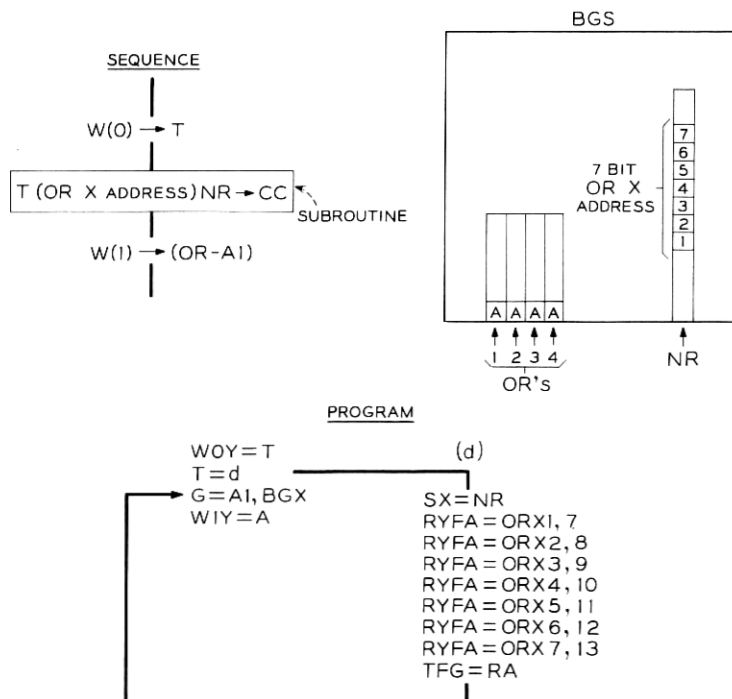 SEQUENCE
W(0) → T
T (OR X ADDRESS) NR → CC
SUBROUTINE
W(1) → (OR-A1)
BGS
7 BIT
OR X
ADDRESS
7
6
5
4
3
2
1
A A A A
1 2 3 4
OR'S
NR
PROGRAM
W0Y = T
T = d
G = A1, BGX
W1Y = A
(d)
SX = NR
RYFA = ORX1, 7
RYFA = ORX2, 8
RYFA = ORX3, 9
RYFA = ORX4, 10
RYFA = ORX5, 11
RYFA = ORX6, 12
RYFA = ORX7, 13
TFG = RA